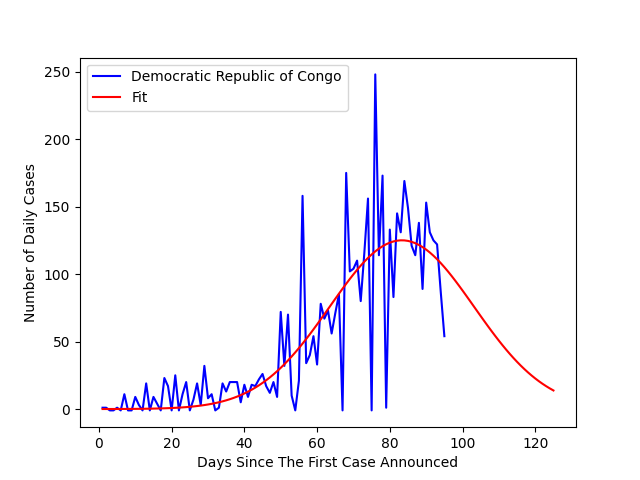 Democratic Republic of Congo
Fit
250
200
150
100
50
0
Number of Daily Cases
0 20 40 60 80 100 120
Days Since The First Case Announced